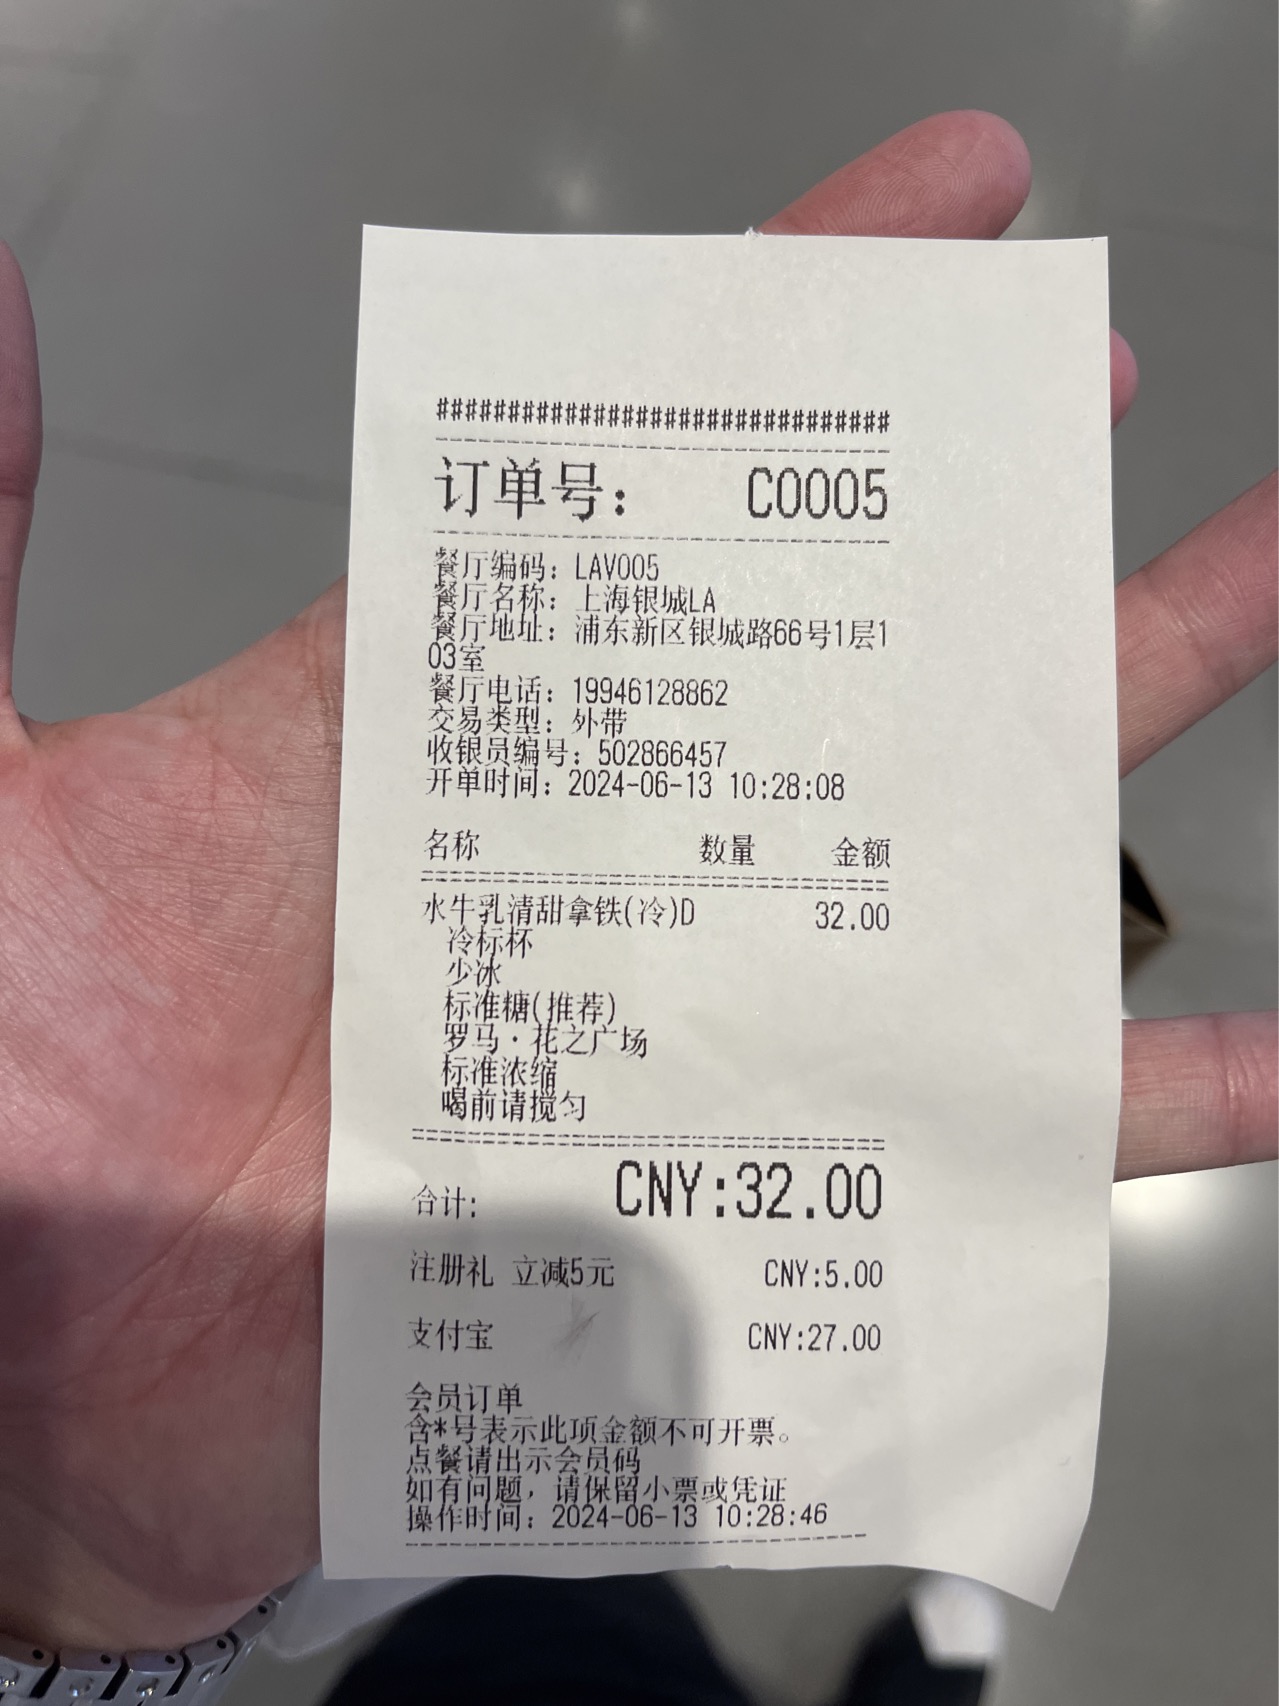 ################################
订单号： C0005
餐厅编码：LAV005
餐厅名称：上海银城LA
餐厅地址：浦东新区银城路66号1层1
03室
餐厅电话：19946128862
交易类型：外带
收银员编号：502866457
开单时间：2024-06-13 10:28:08
名称 数量 金额
水牛乳清甜拿铁(冷)D 32.00
冷标杯
少冰
标准糖(推荐)
罗马·花之广场
标准浓缩
喝前请搅匀
合计: CNY:32.00
注册礼 立减5元 CNY:5.00
支付宝 CNY:27.00
会员订单
含*号表示此项金额不可开票。
点餐请出示会员码
如有问题，请保留小票或凭证
操作时间：2024-06-13 10:28:46